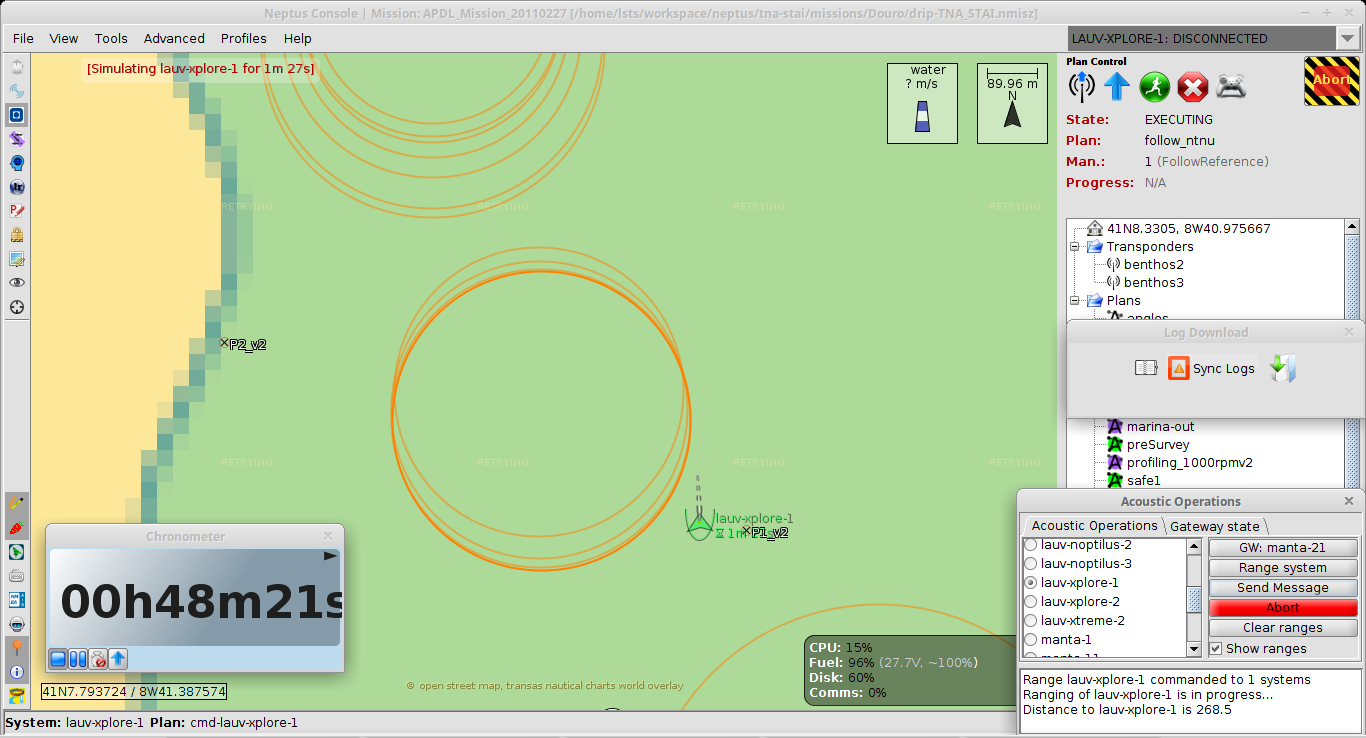 Neptus Console | Mission: APDL_Mission_20110227 [/home/lsts/workspace/neptus/tna-stai/missions/Douro/drip-TNA_STAI.nmisz]
File View Tools Advanced Profiles Help
LAUV-XPLORE-1: DISCONNECTED
[Simulating lauv-xplore-1 for 1m 27s]
water
? m/s
89.96 m
N
Plan Control
Abort
State: EXECUTING
Plan: follow_ntnu
Man.: 1 (FollowReference)
Progress: N/A
RETRYING RETRYING RETRYING RETRYING
41N8.3305, 8W40.975667
Transponders
benthos2
benthos3
Plans
angles
P2_v2
Log Download
Sync Logs
marina-out
preSurvey
profiling_1000rpmv2
safe1
RETRYING RETRYING RETRYING RETRYING
lauv-xplore-1
P1_v2
Chronometer
00h48m21s
41N7.793724 / 8W41.387574
© open street map, transas nautical charts world overlay
CPU: 15%
Fuel: 96% (27.7V, ~100%)
Disk: 60%
Comms: 0%
Acoustic Operations
Acoustic Operations Gateway state
lauv-noptilus-2
lauv-noptilus-3
lauv-xplore-1
lauv-xplore-2
lauv-xtreme-2
manta-1
manta-11
GW: manta-21
Range system
Send Message
Abort
Clear ranges
Show ranges
Range lauv-xplore-1 commanded to 1 systems
Ranging of lauv-xplore-1 is in progress...
Distance to lauv-xplore-1 is 268.5
System: lauv-xplore-1 Plan: cmd-lauv-xplore-1